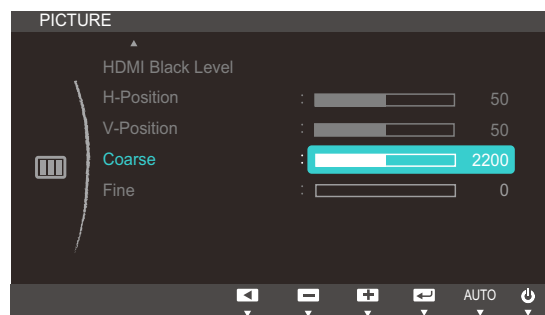 PICTURE
HDMI Black Level
H-Position : 50
V-Position : 50
Coarse : 2200
Fine : 0
AUTO